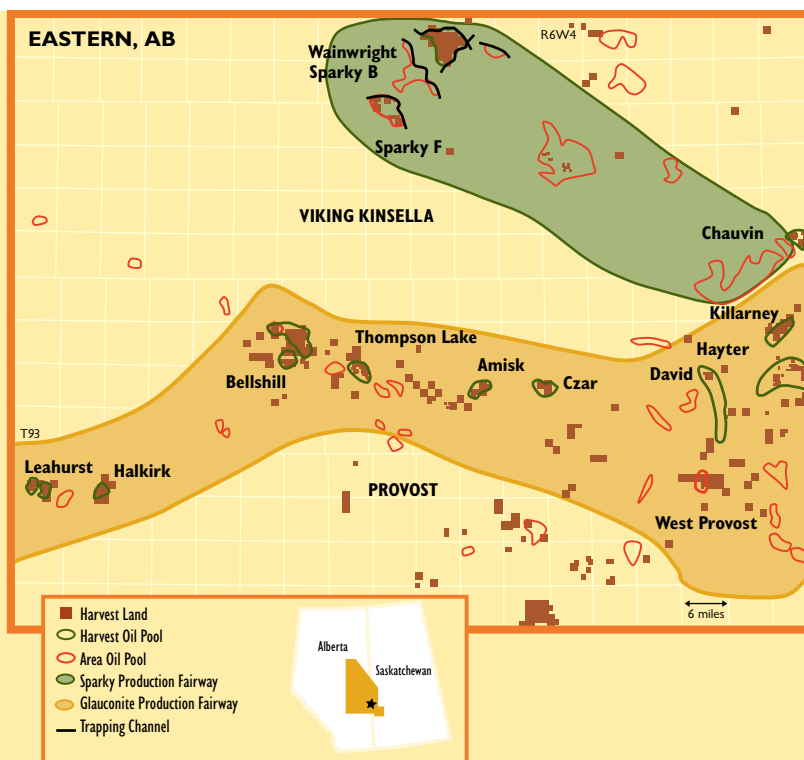 EASTERN, AB
R6W4
Wainwright
Sparky B
Sparky F
VIKING KINSELLA
Chauvin
Killarney
Thompson Lake
Hayter
Amisk
David
Bellshill
Czar
T93
Leahurst
Halkirk
PROVOST
West Provost
6 miles
Harvest Land
Harvest Oil Pool
Area Oil Pool
Sparky Production Fairway
Glauconite Production Fairway
Trapping Channel
Alberta
Saskatchewan